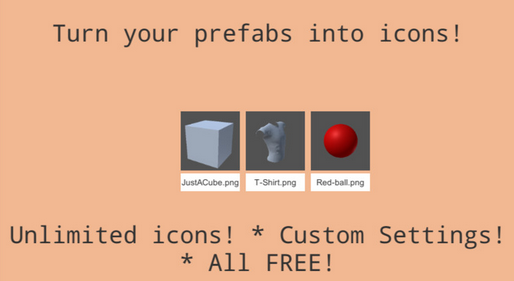 Turn your prefabs into icons!
JustACube.png
T-Shirt.png
Red-ball.png
Unlimited icons! * Custom Settings!
* All FREE!